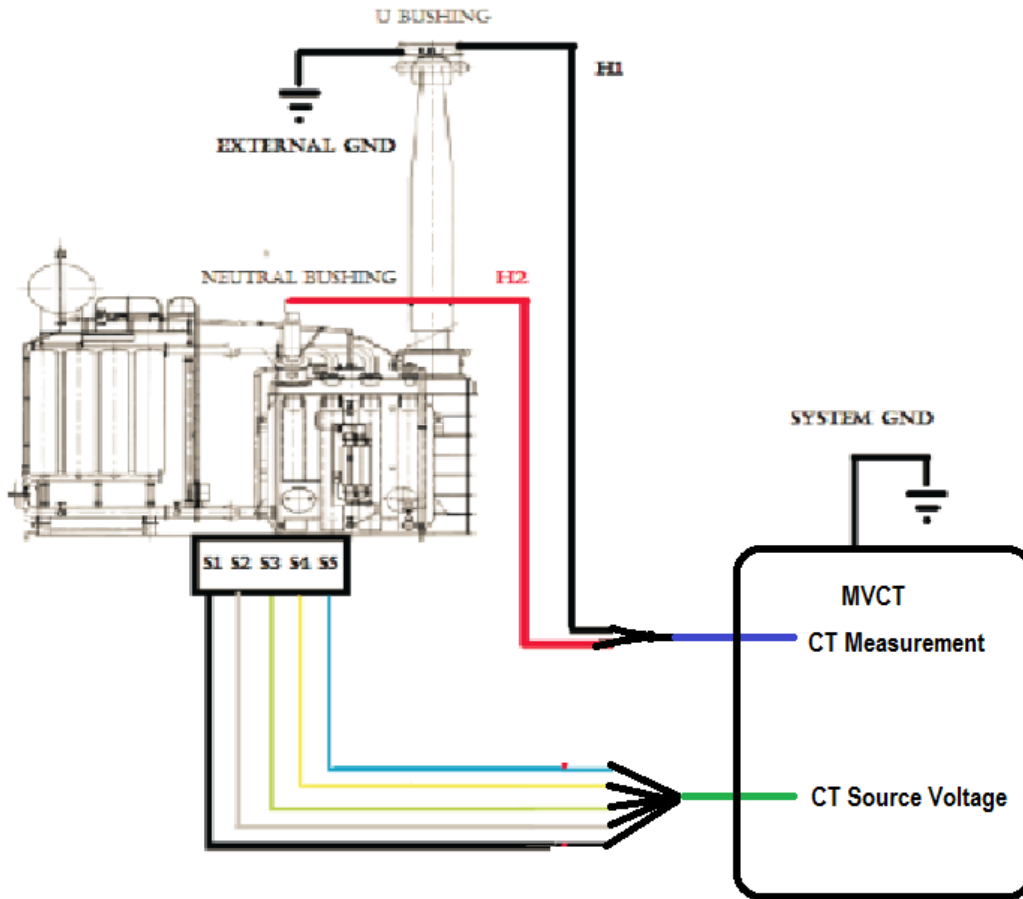 U BUSHING
H1
EXTERNAL GND
NEUTRAL BUSHING
H2
SYSTEM GND
S1 S2 S3 S4 S5
MVCT
CT Measurement
CT Source Voltage